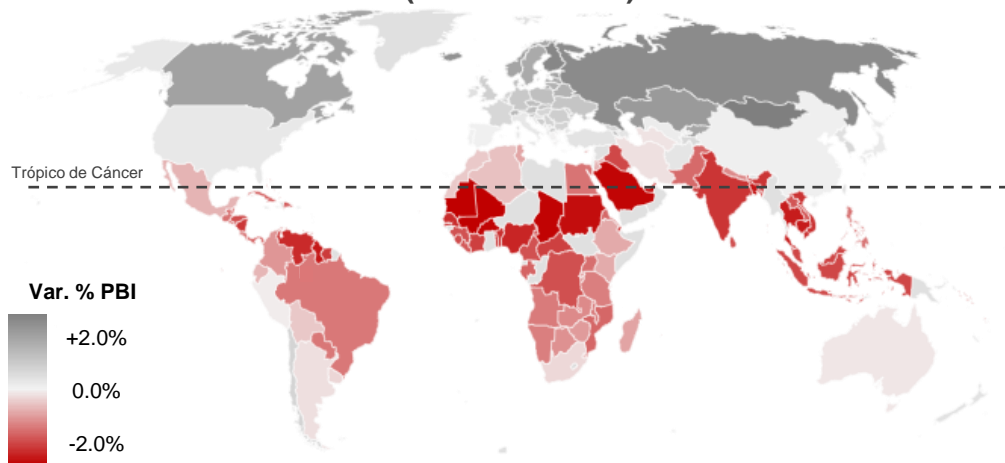 Trópico de Cáncer
Var. % PBI
+2.0%
0.0%
-2.0%